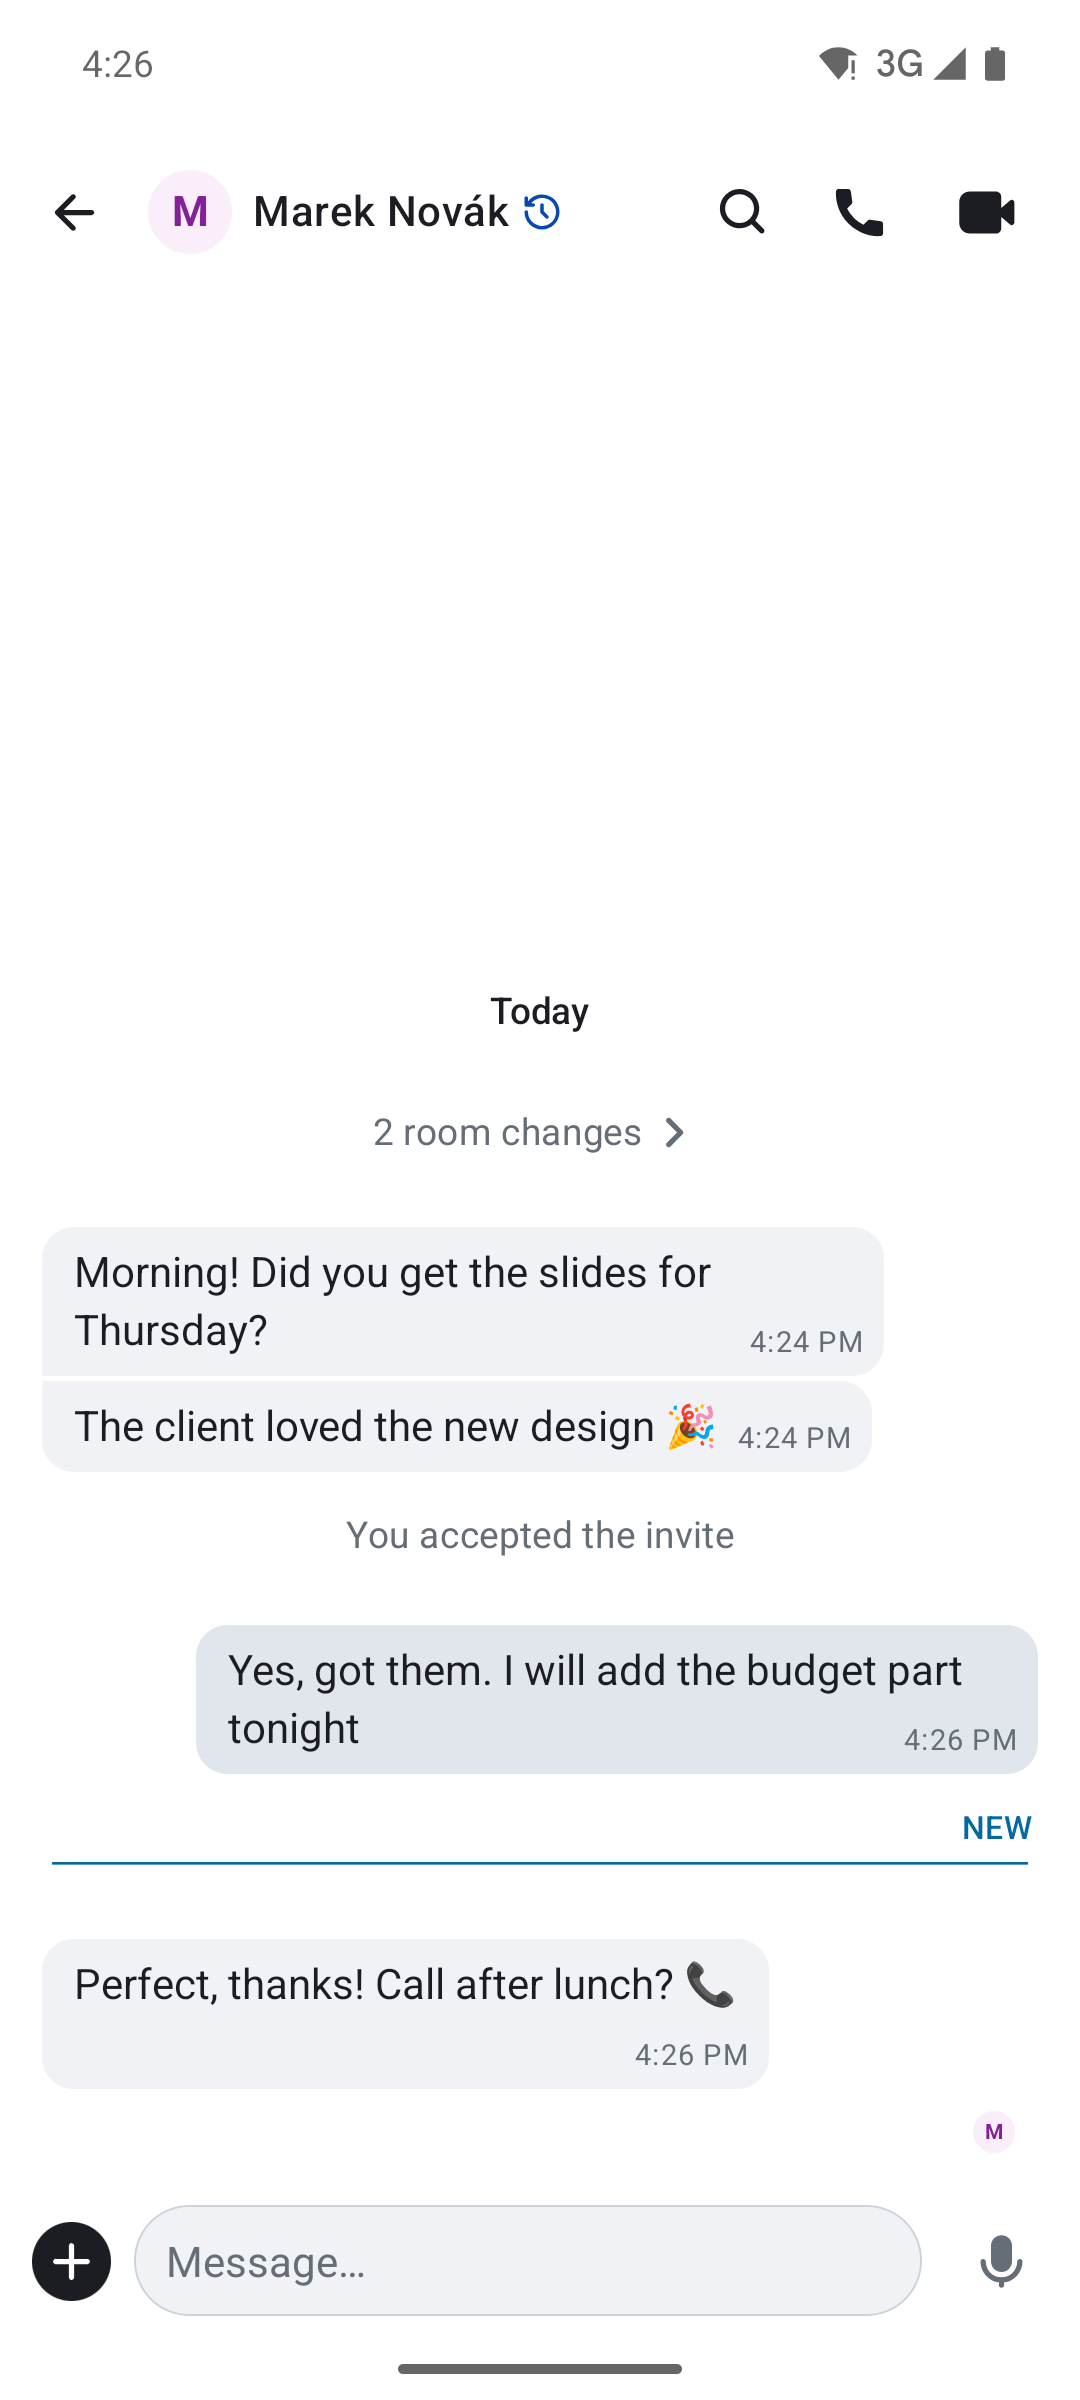 4:26
3G
M
Marek Novák
Today
2 room changes
Morning! Did you get the slides for
Thursday?
4:24 PM
The client loved the new design 🎉
4:24 PM
You accepted the invite
Yes, got them. I will add the budget part
tonight
4:26 PM
NEW
Perfect, thanks! Call after lunch? 📞
4:26 PM
M
Message…